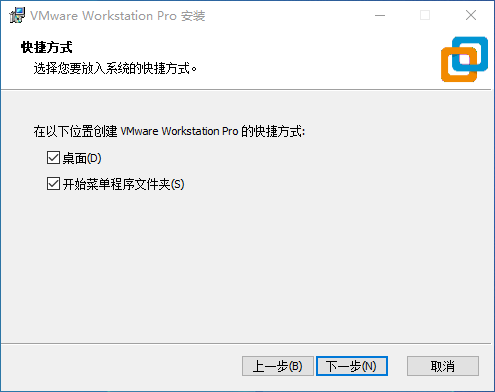 VMware Workstation Pro 安装
快捷方式
选择您要放入系统的快捷方式。
在以下位置创建 VMware Workstation Pro 的快捷方式:
桌面(D)
开始菜单程序文件夹(S)
上一步(B) 下一步(N) 取消